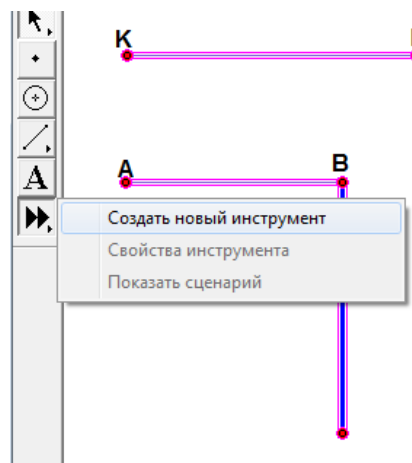 K
A
B
A
Создать новый инструмент
Свойства инструмента
Показать сценарий